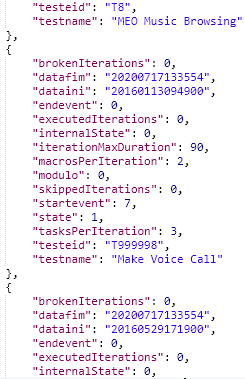 "testeid": "T8",
"testname": "MEO Music Browsing"
},
{
"brokenIterations": 0,
"datafim": "20200717133554",
"dataini": "20160113094900",
"endevent": 0,
"executedIterations": 0,
"internalState": 0,
"iterationMaxDuration": 90,
"macrosPerIteration": 2,
"modulo": 0,
"skippedIterations": 0,
"startevent": 7,
"state": 1,
"tasksPerIteration": 3,
"testeid": "T999998",
"testname": "Make Voice Call"
},
{
"brokenIterations": 0,
"datafim": "20200717133554",
"dataini": "20160529171900",
"endevent": 0,
"executedIterations": 0,
"internalState": 0,